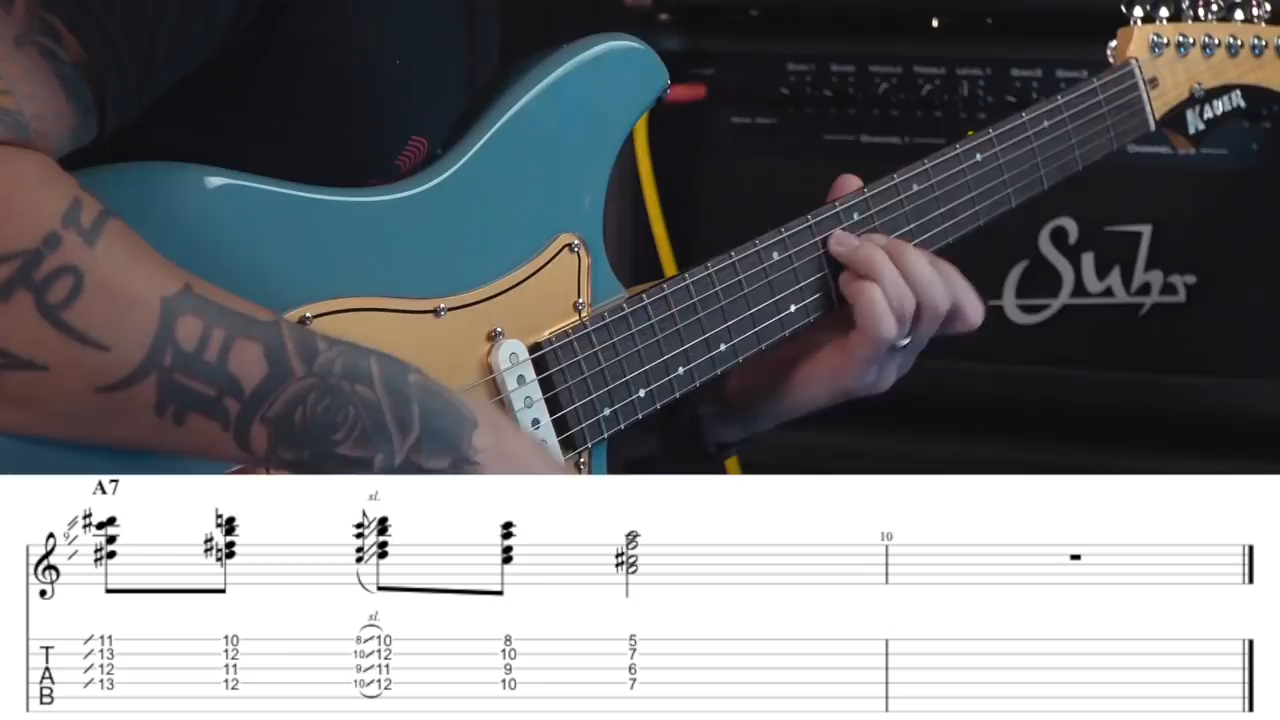 KAUER
Suhr
A7
sl.
9
10
sl.
11 10 8 10 8 5
T 13 12 10 12 10 7
A 12 11 9 11 9 6
B 13 12 10 12 10 7